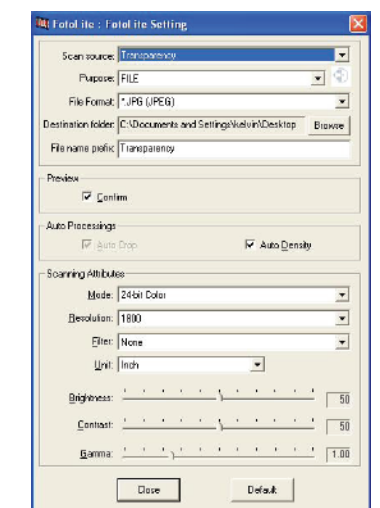 FotoLite : FotoLite Setting
Scan source: Transparency
Purpose: FILE
File Format: *.JPG (JPEG)
Destination folder: C:\Documents and Settings\kelvin\Desktop Browse
File name prefix: Transparency
Preview
Confirm
Auto Processings
Auto Crop Auto Density
Scanning Attributes
Mode: 24-bit Color
Resolution: 1800
Filter: None
Unit: Inch
Brightness: 50
Contrast: 50
Gamma: 1.00
Close Default